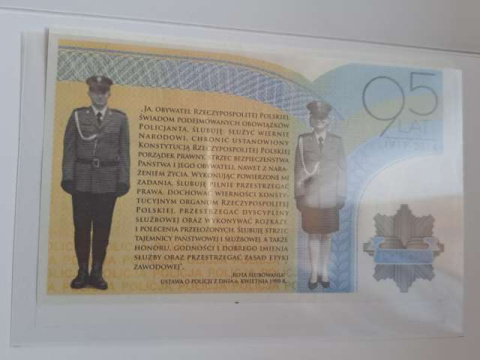 „JA, OBYWATEL RZECZYPOSPOLITEJ POLSKIEJ,
ŚWIADOM PODEJMOWANYCH OBOWIĄZKÓW
POLICJANTA, ŚLUBUJĘ: SŁUŻYĆ WIERNIE
NARODOWI, CHRONIĆ USTANOWIONY
KONSTYTUCJĄ RZECZYPOSPOLITEJ POLSKIEJ
PORZĄDEK PRAWNY, STRZEC BEZPIECZEŃSTWA
PAŃSTWA I JEGO OBYWATELI, NAWET Z NARA-
ŻENIEM ŻYCIA. WYKONUJĄC POWIERZONE MI
ZADANIA, ŚLUBUJĘ PILNIE PRZESTRZEGAĆ
PRAWA, DOCHOWAĆ WIERNOŚCI KONSTY-
TUCYJNYM ORGANOM RZECZYPOSPOLITEJ
POLSKIEJ, PRZESTRZEGAĆ DYSCYPLINY
SŁUŻBOWEJ ORAZ WYKONYWAĆ ROZKAZY
I POLECENIA PRZEŁOŻONYCH. ŚLUBUJĘ STRZEC
TAJEMNICY PAŃSTWOWEJ I SŁUŻBOWEJ, A TAKŻE
HONORU, GODNOŚCI I DOBREGO IMIENIA
SŁUŻBY ORAZ PRZESTRZEGAĆ ZASAD ETYKI
ZAWODOWEJ".
ROTA ŚLUBOWANIA
USTAWA O POLICJI Z DNIA 6 KWIETNIA 1990 R.
95
LAT